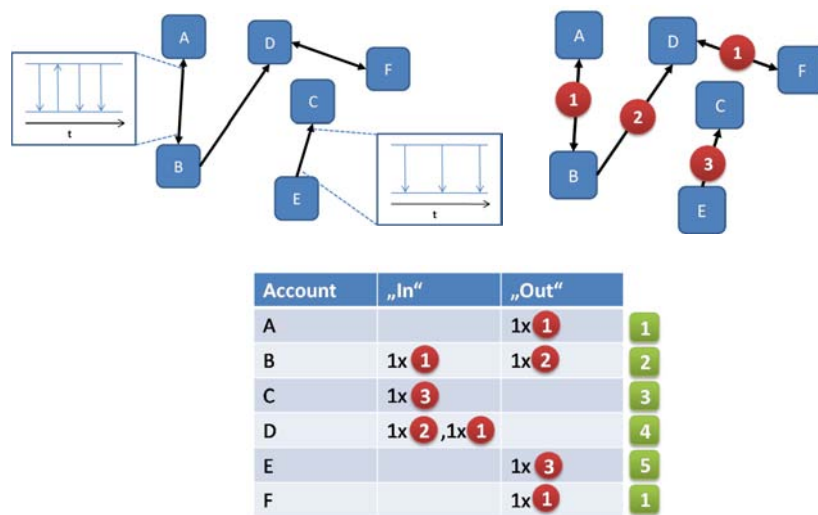 A
D
F
C
t
B
E
t
A
D
1
F
1
2
C
B
3
E
Account „In“ „Out“
A 1x 1 1
B 1x 1 1x 2 2
C 1x 3 3
D 1x 2 ,1x 1 4
E 1x 3 5
F 1x 1 1